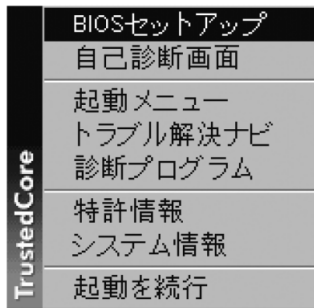 BIOSセットアップ
自己診断画面
起動メニュー
トラブル解決ナビ
診断プログラム
特許情報
システム情報
起動を続行
TrustedCore